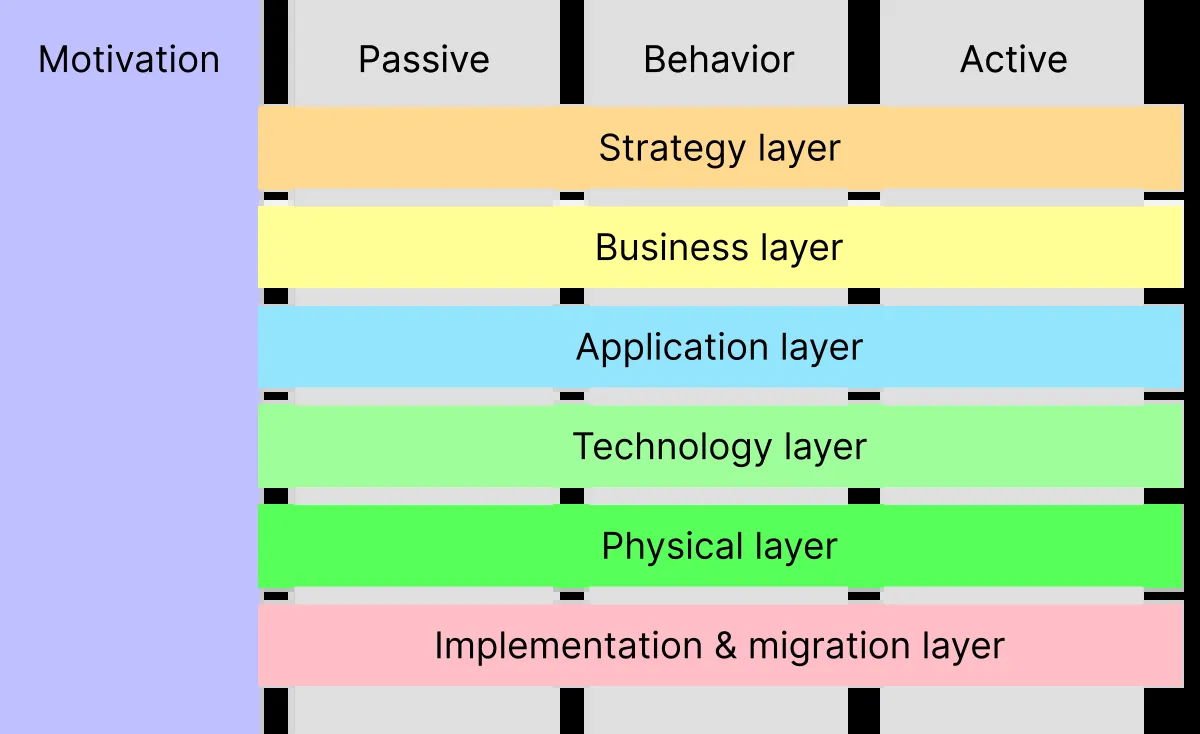 Motivation
Passive
Behavior
Active
Strategy layer
Business layer
Application layer
Technology layer
Physical layer
Implementation & migration layer